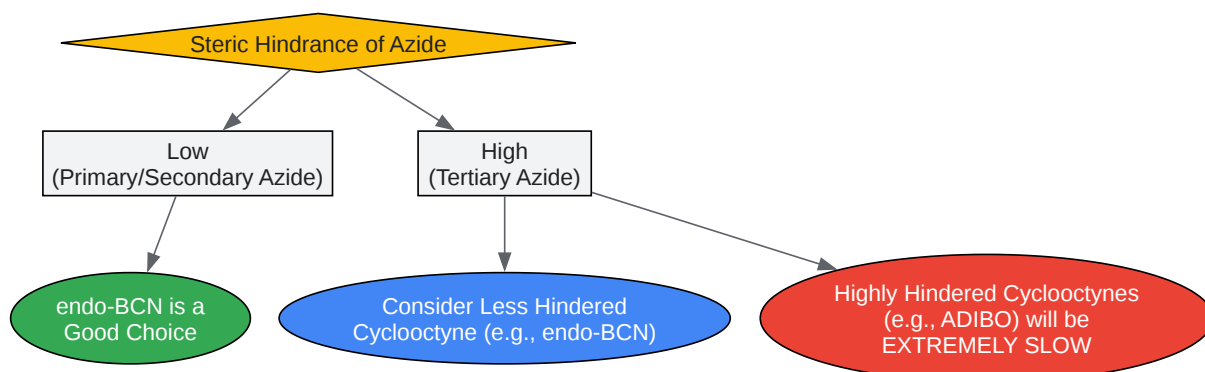 Steric Hindrance of Azide
Low
(Primary/Secondary Azide)
High
(Tertiary Azide)
endo-BCN is a
Good Choice
Consider Less Hindered
Cyclooctyne (e.g., endo-BCN)
Highly Hindered Cyclooctynes
(e.g., ADIBO) will be
EXTREMELY SLOW